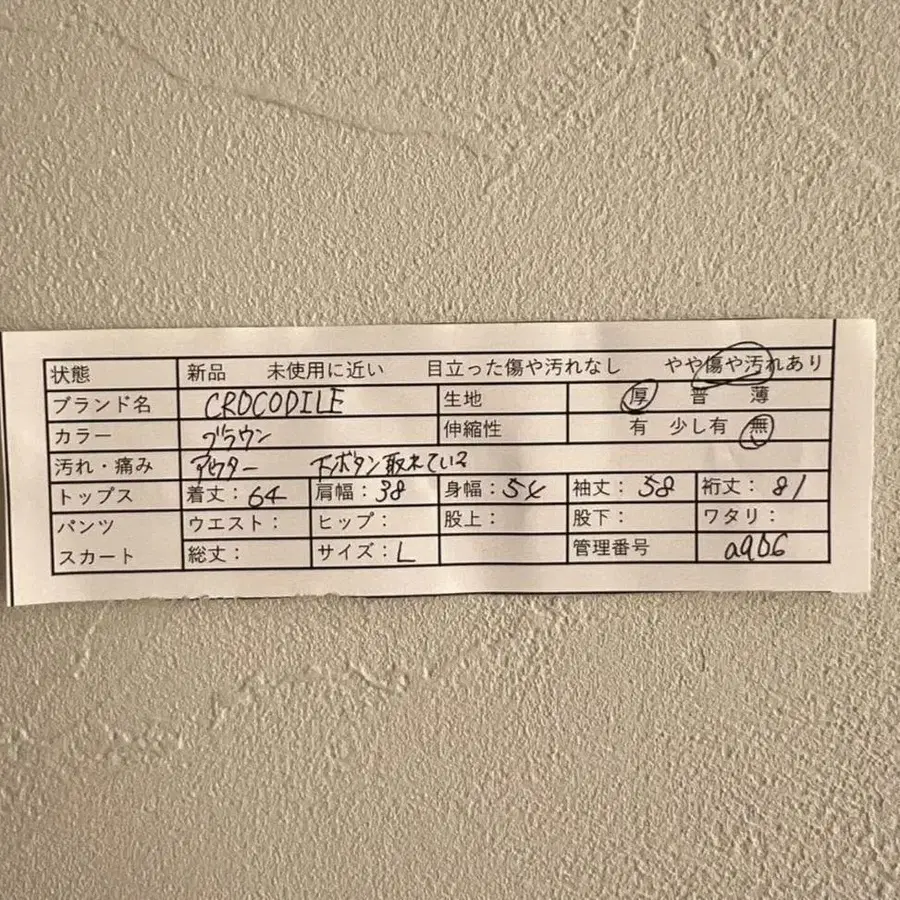 状態 新品 未使用に近い 目立った傷や汚れなし やや傷や汚れあり
ブランド名 CROCODILE 生地 厚 普 薄
カラー ブラウン 伸縮性 有 少し有 無
汚れ・痛み アウター 下ボタン取れている
トップス 着丈:64 肩幅:38 身幅:54 袖丈:58 裄丈:81
パンツ ウエスト: ヒップ: 股上: 股下: ワタリ:
スカート 総丈: サイズ:L 管理番号 a906